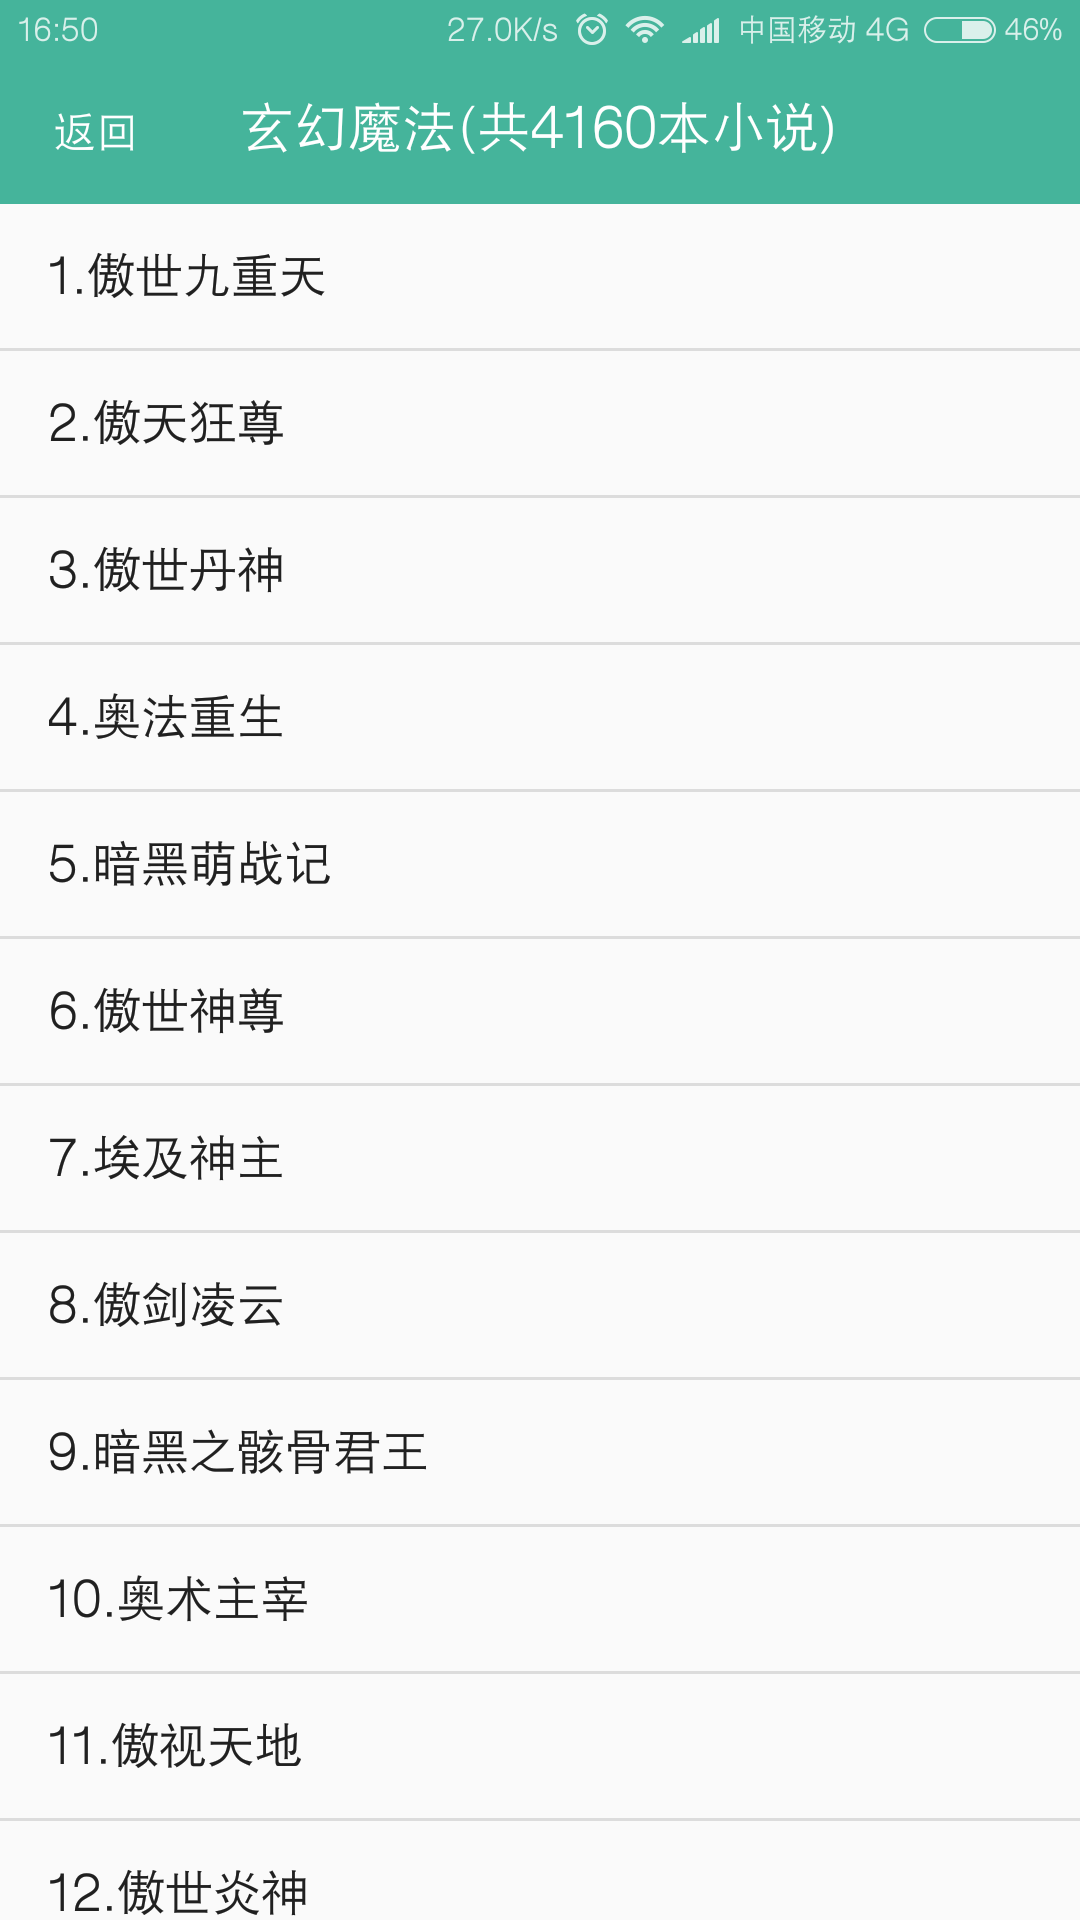 16:50 27.0K/s 中国移动 4G 46%
返回 玄幻魔法(共4160本小说)
1.傲世九重天
2.傲天狂尊
3.傲世丹神
4.奥法重生
5.暗黑萌战记
6.傲世神尊
7.埃及神主
8.傲剑凌云
9.暗黑之骸骨君王
10.奥术主宰
11.傲视天地
12.傲世炎神